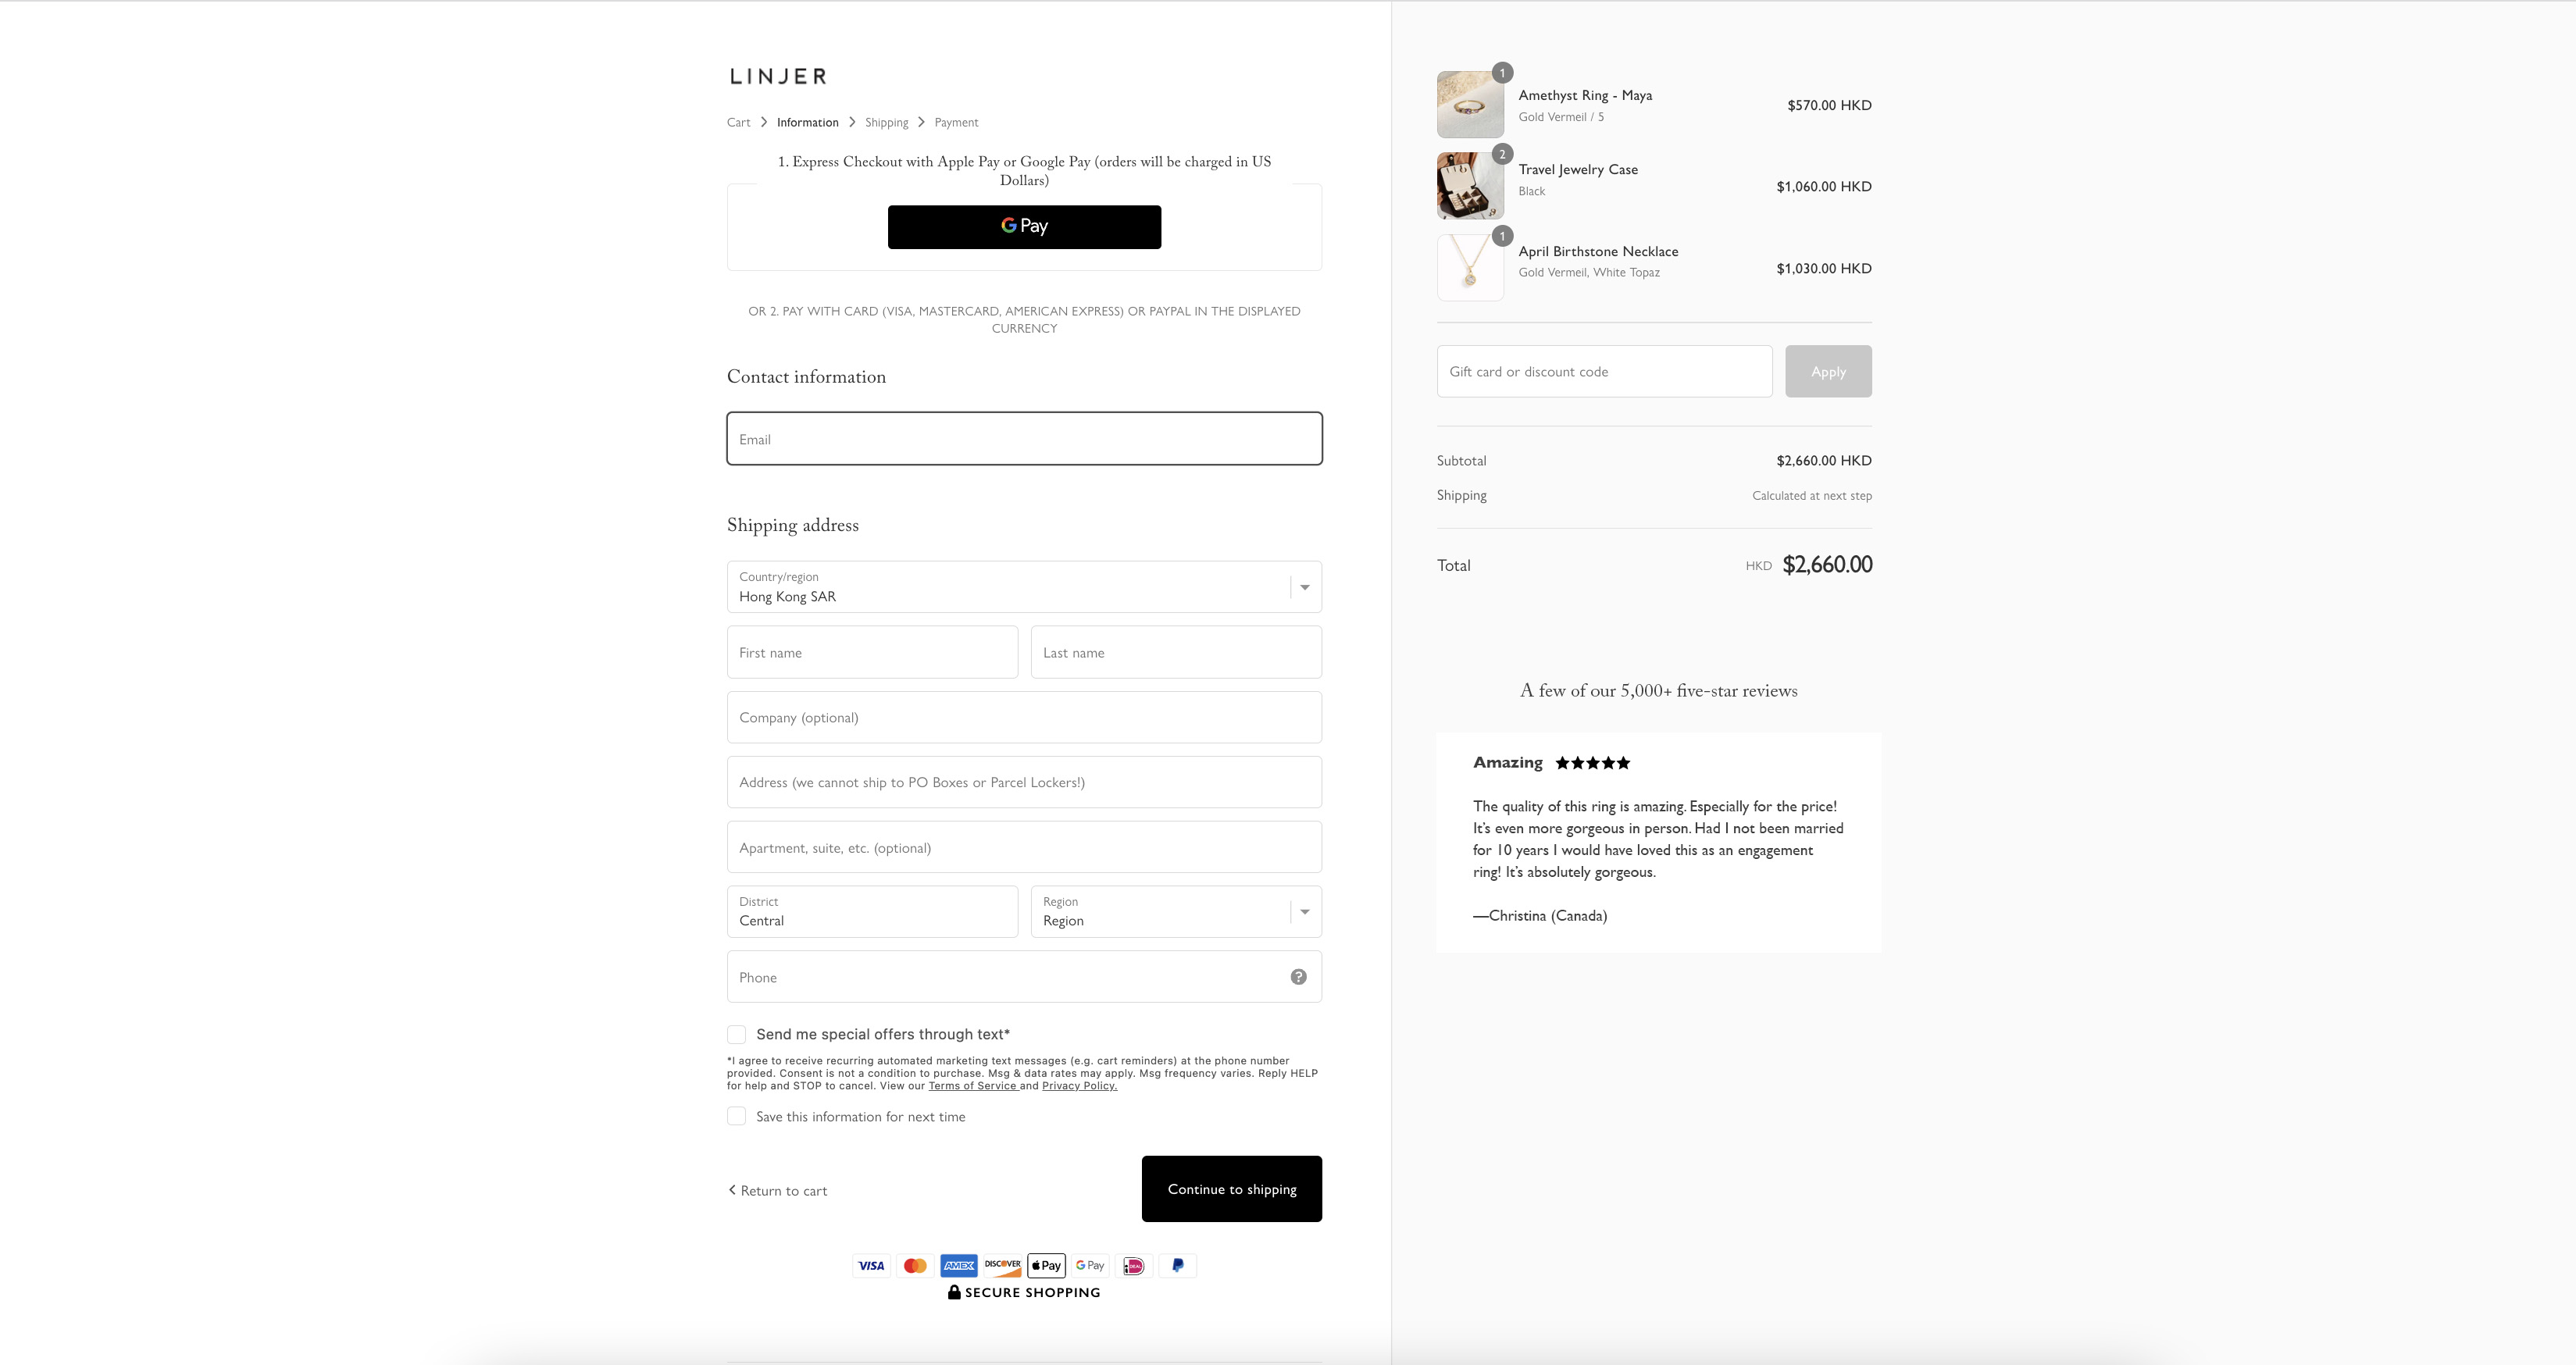 LINJER
Cart > Information > Shipping > Payment
1. Express Checkout with Apple Pay or Google Pay (orders will be charged in US
Dollars)
G Pay
OR 2. PAY WITH CARD (VISA, MASTERCARD, AMERICAN EXPRESS) OR PAYPAL IN THE DISPLAYED
CURRENCY
Contact information
Email
Shipping address
Country/region
Hong Kong SAR
First name
Last name
Company (optional)
Address (we cannot ship to PO Boxes or Parcel Lockers!)
Apartment, suite, etc. (optional)
District
Central
Region
Region
Phone
?
Send me special offers through text*
*I agree to receive recurring automated marketing text messages (e.g. cart reminders) at the phone number
provided. Consent is not a condition to purchase. Msg & data rates may apply. Msg frequency varies. Reply HELP
for help and STOP to cancel. View our Terms of Service and Privacy Policy.
Save this information for next time
< Return to cart
Continue to shipping
VISA AMEX DISCOVER Pay G Pay iDEAL P
SECURE SHOPPING
1
Amethyst Ring - Maya
Gold Vermeil / 5
$570.00 HKD
2
Travel Jewelry Case
Black
$1,060.00 HKD
1
April Birthstone Necklace
Gold Vermeil, White Topaz
$1,030.00 HKD
Gift card or discount code
Apply
Subtotal $2,660.00 HKD
Shipping Calculated at next step
Total HKD $2,660.00
A few of our 5,000+ five-star reviews
Amazing ★★★★★
The quality of this ring is amazing. Especially for the price!
It's even more gorgeous in person. Had I not been married
for 10 years I would have loved this as an engagement
ring! It's absolutely gorgeous.
—Christina (Canada)